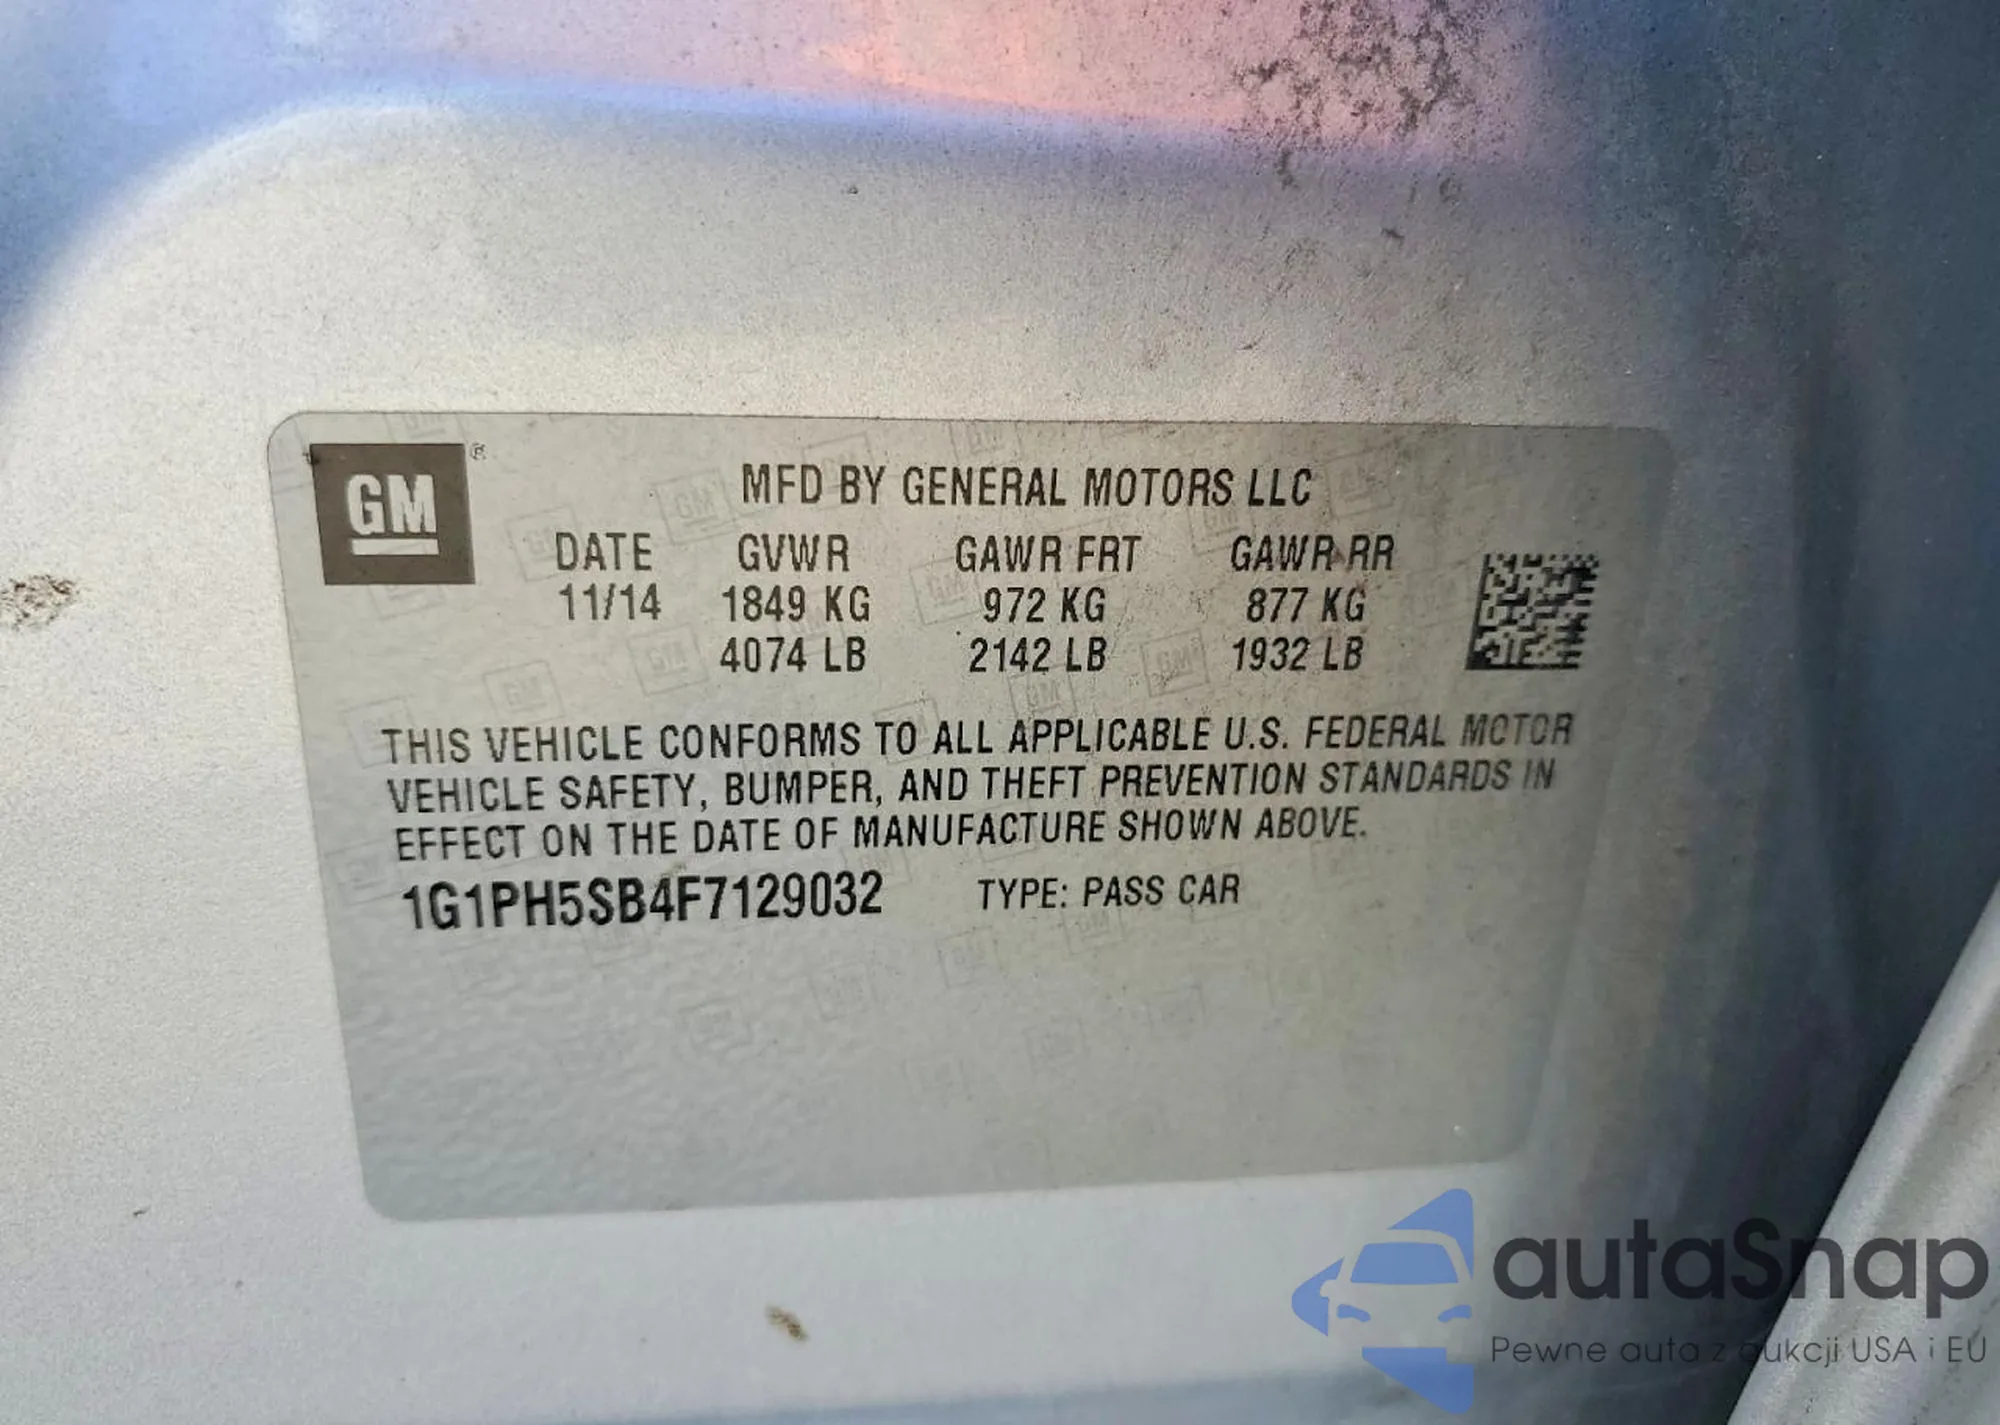 GM ®
MFD BY GENERAL MOTORS LLC
DATE GVWR GAWR FRT GAWR RR
11/14 1849 KG 972 KG 877 KG
4074 LB 2142 LB 1932 LB
THIS VEHICLE CONFORMS TO ALL APPLICABLE U.S. FEDERAL MOTOR
VEHICLE SAFETY, BUMPER, AND THEFT PREVENTION STANDARDS IN
EFFECT ON THE DATE OF MANUFACTURE SHOWN ABOVE.
1G1PH5SB4F7129032 TYPE: PASS CAR
autaSnap
Pewne auta z aukcji USA i EU